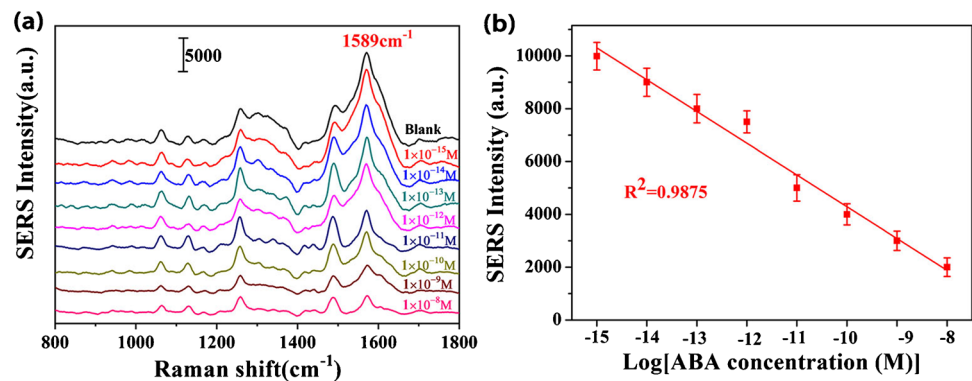 (a)
5000
1589cm⁻¹
Blank
1×10⁻¹⁵M
1×10⁻¹⁴M
1×10⁻¹³M
1×10⁻¹²M
1×10⁻¹¹M
1×10⁻¹⁰M
1×10⁻⁹M
1×10⁻⁸M
SERS Intensity(a.u.)
800 1000 1200 1400 1600 1800
Raman shift(cm⁻¹)
(b)
SERS Intensity (a.u.)
10000
8000
6000
4000
2000
R²=0.9875
-15 -14 -13 -12 -11 -10 -9 -8
Log[ABA concentration (M)]